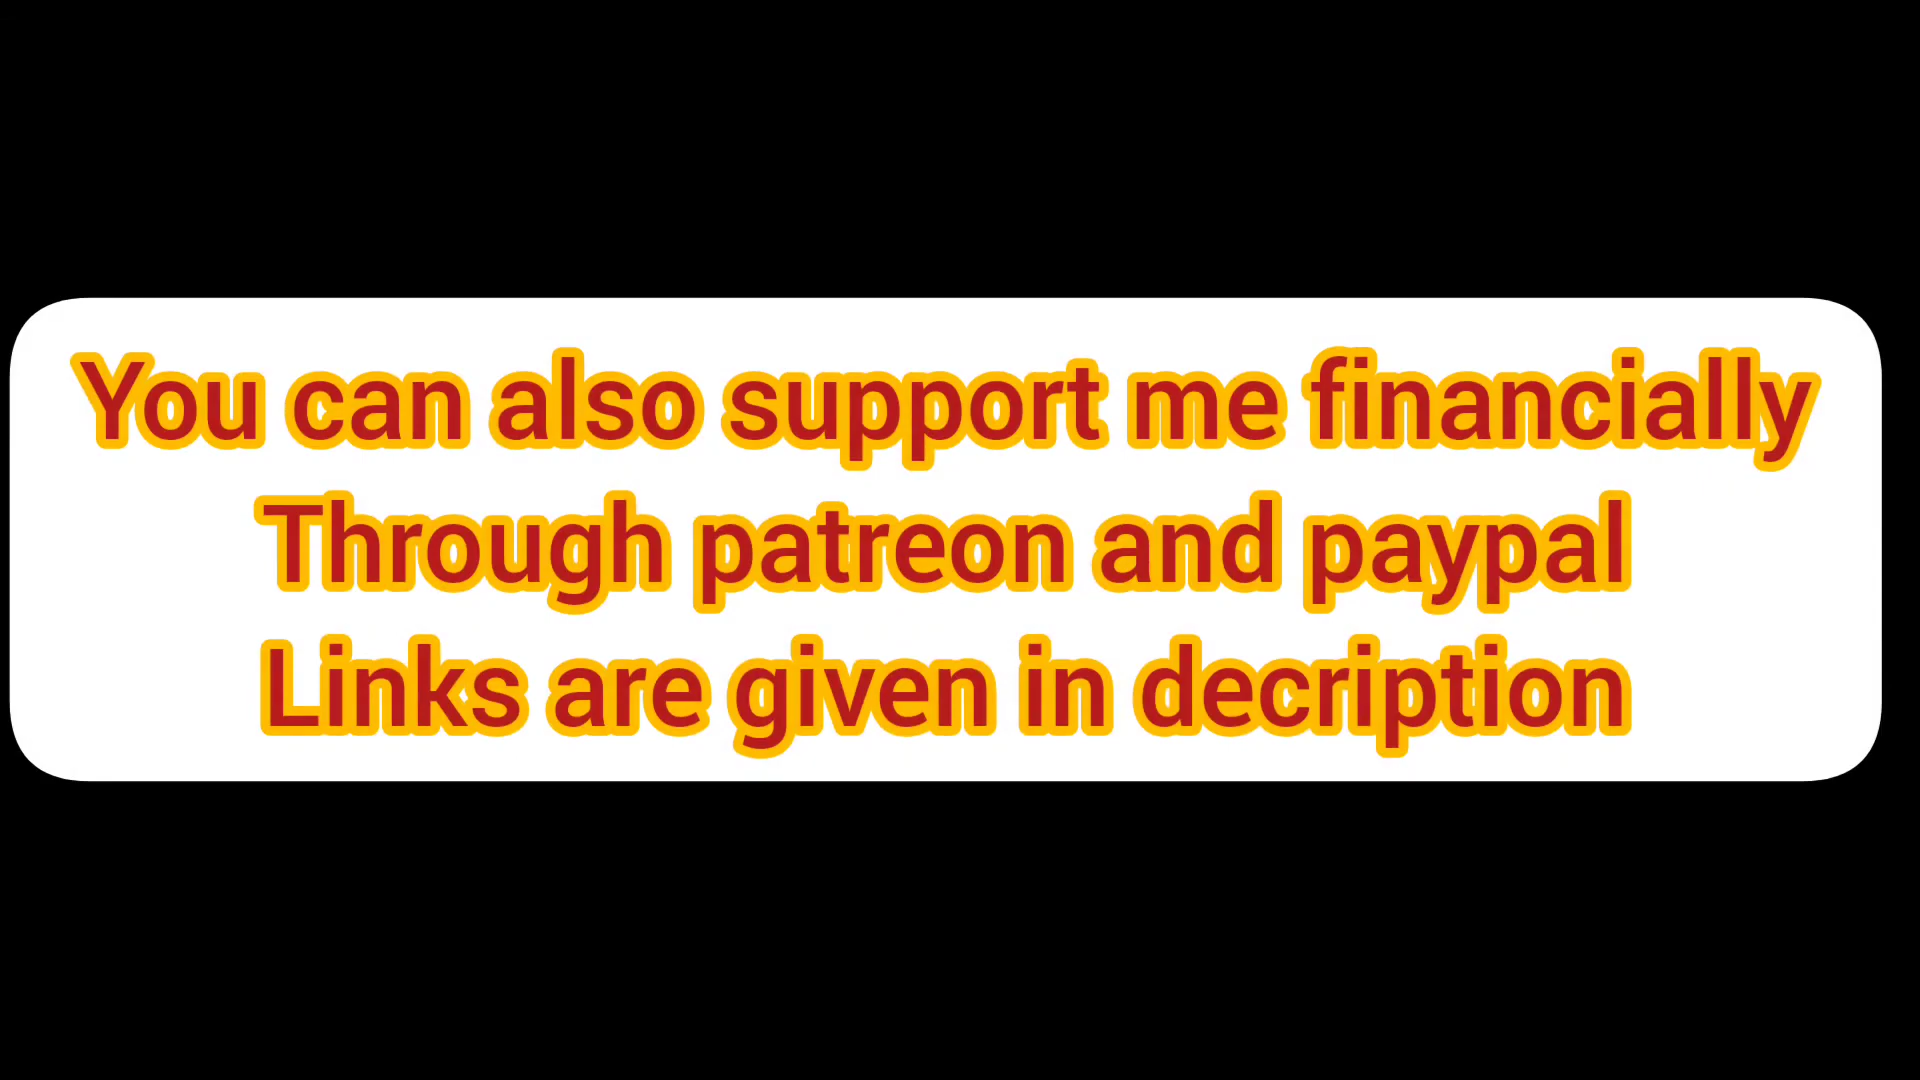 You can also support me financially
Through patreon and paypal
Links are given in decription